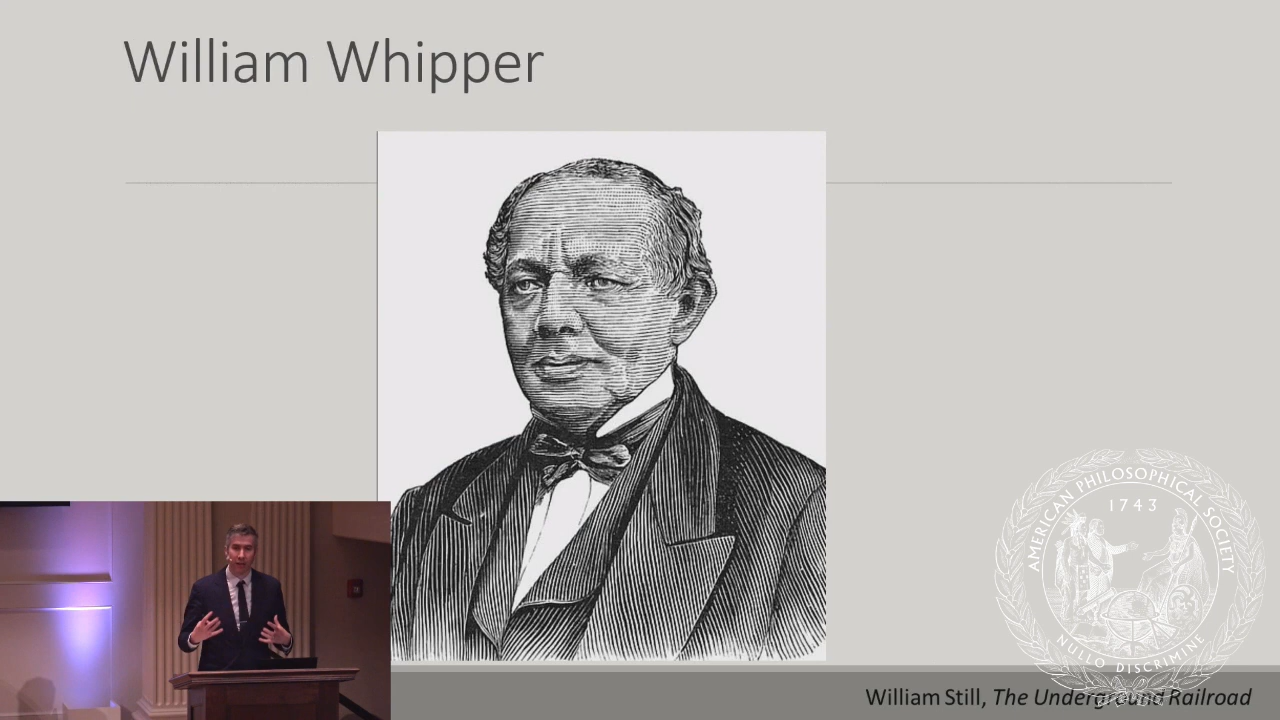 William Whipper
AMERICAN PHILOSOPHICAL SOCIETY
1743
NULLO DISCRIMINE
William Still, The Underground Railroad